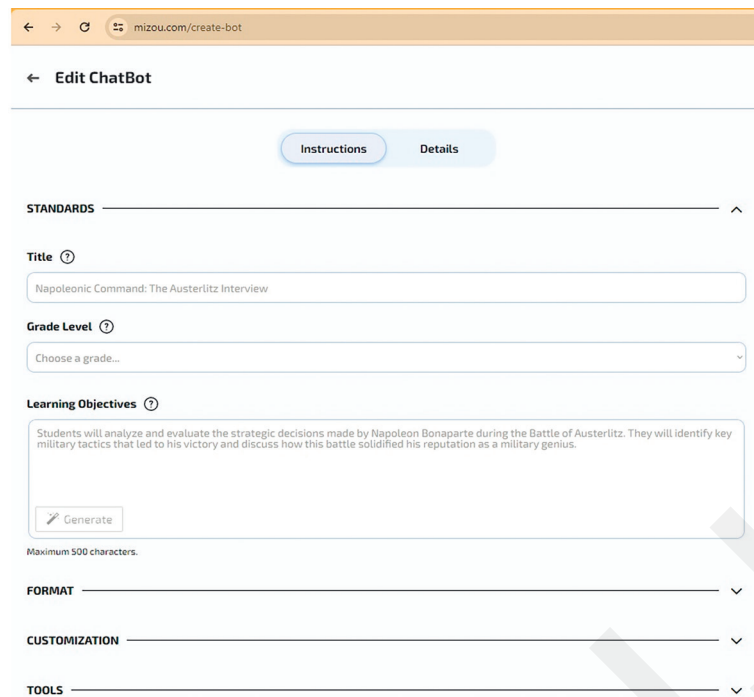 mizou.com/create-bot
Edit ChatBot
Instructions Details
STANDARDS
Title ?
Napoleonic Command: The Austerlitz Interview
Grade Level ?
Choose a grade...
Learning Objectives ?
Students will analyze and evaluate the strategic decisions made by Napoleon Bonaparte during the Battle of Austerlitz. They will identify key
military tactics that led to his victory and discuss how this battle solidified his reputation as a military genius.
Generate
Maximum 500 characters.
FORMAT
CUSTOMIZATION
TOOLS